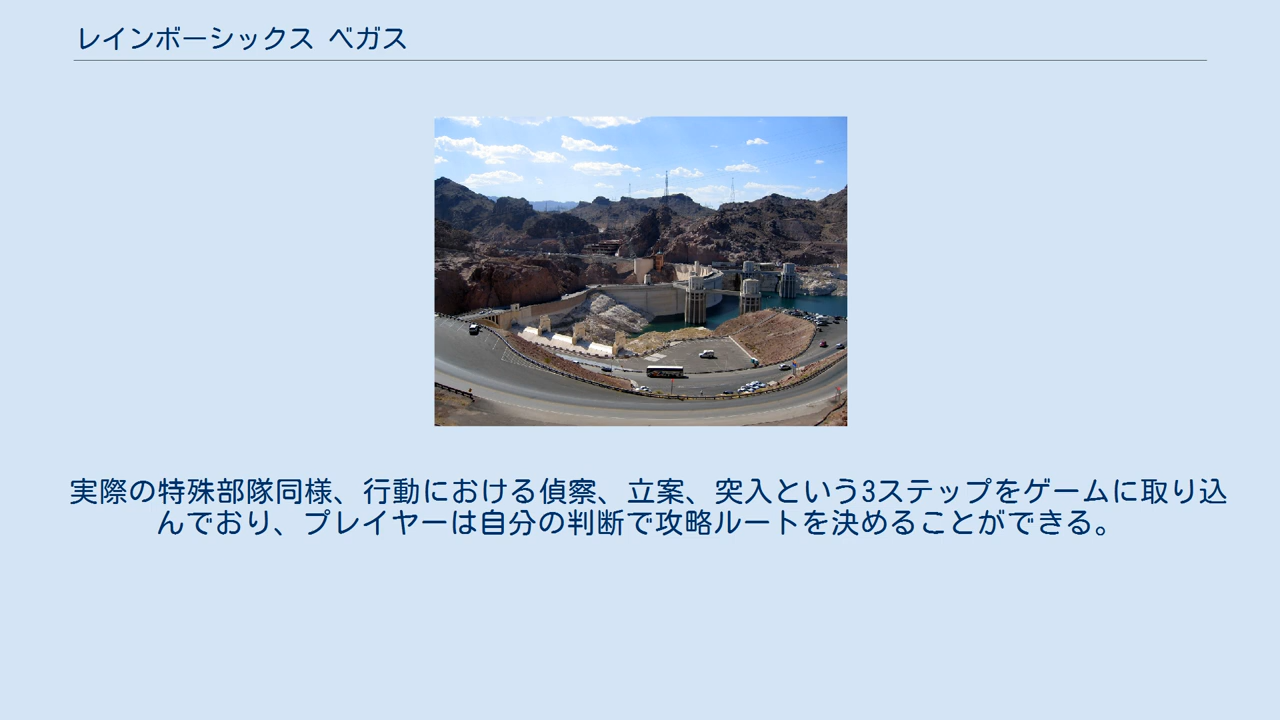 レインボーシックス ベガス
実際の特殊部隊同様、行動における偵察、立案、突入という3ステップをゲームに取り込
んでおり、プレイヤーは自分の判断で攻略ルートを決めることができる。